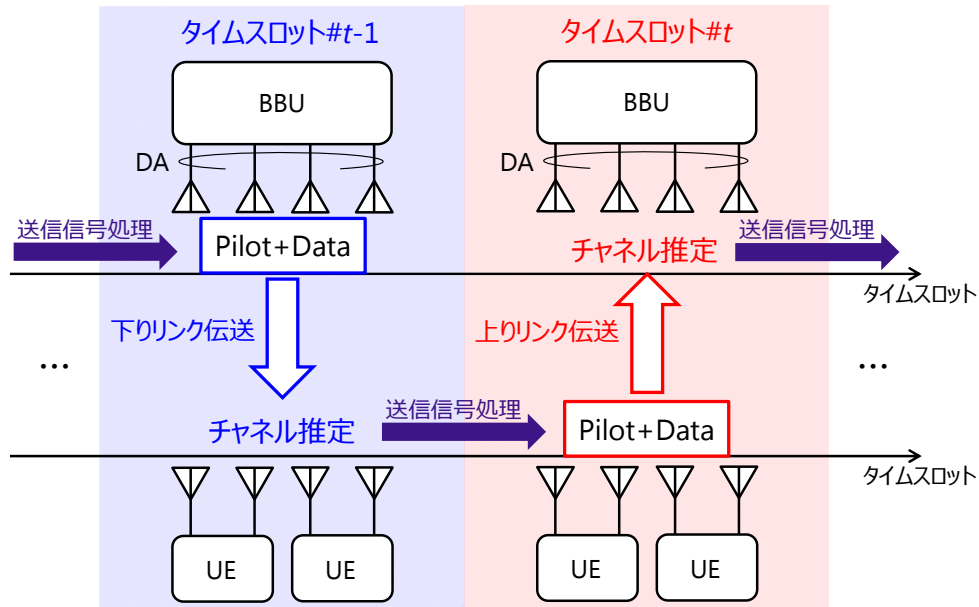 タイムスロット#t-1
タイムスロット#t
BBU
BBU
DA
DA
送信信号処理
Pilot+Data
チャネル推定
送信信号処理
タイムスロット
下りリンク伝送
上りリンク伝送
...
...
チャネル推定
送信信号処理
Pilot+Data
タイムスロット
UE
UE
UE
UE